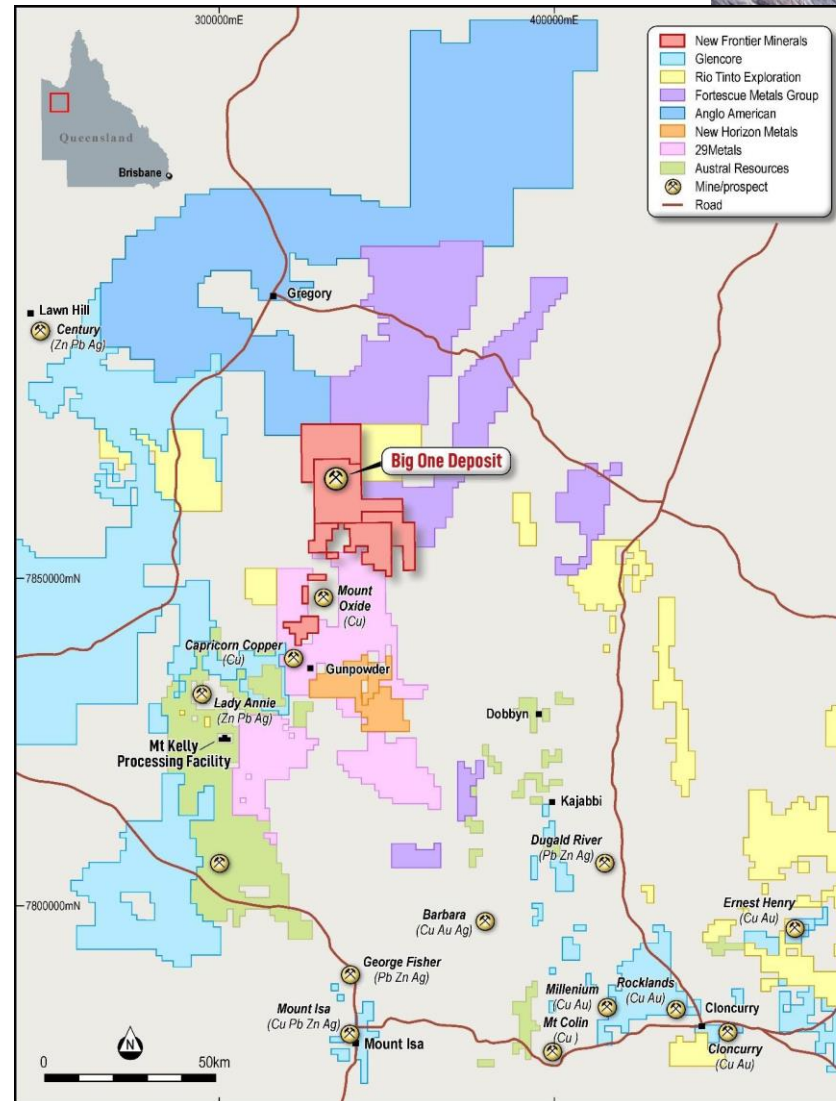 300000mE
400000mE
New Frontier Minerals
Glencore
Rio Tinto Exploration
Fortescue Metals Group
Anglo American
New Horizon Metals
29Metals
Austral Resources
Mine/prospect
Road
Queensland
Brisbane
Gregory
Lawn Hill
Century
(Zn Pb Ag)
Big One Deposit
7850000mN
Mount
Oxide
(Cu)
Capricorn Copper
(Cu)
Gunpowder
Lady Annie
(Zn Pb Ag)
Dobbyn
Mt Kelly
Processing Facility
Kajabbi
Dugald River
(Pb Zn Ag)
7800000mN
Barbara
(Cu Au Ag)
Ernest Henry
(Cu Au)
George Fisher
(Pb Zn Ag)
Millenium
(Cu Au)
Rocklands
(Cu Au)
Mount Isa
(Cu Pb Zn Ag)
Mt Colin
(Cu )
Cloncurry
Mount Isa
Cloncurry
(Cu Au)
N
0
50km